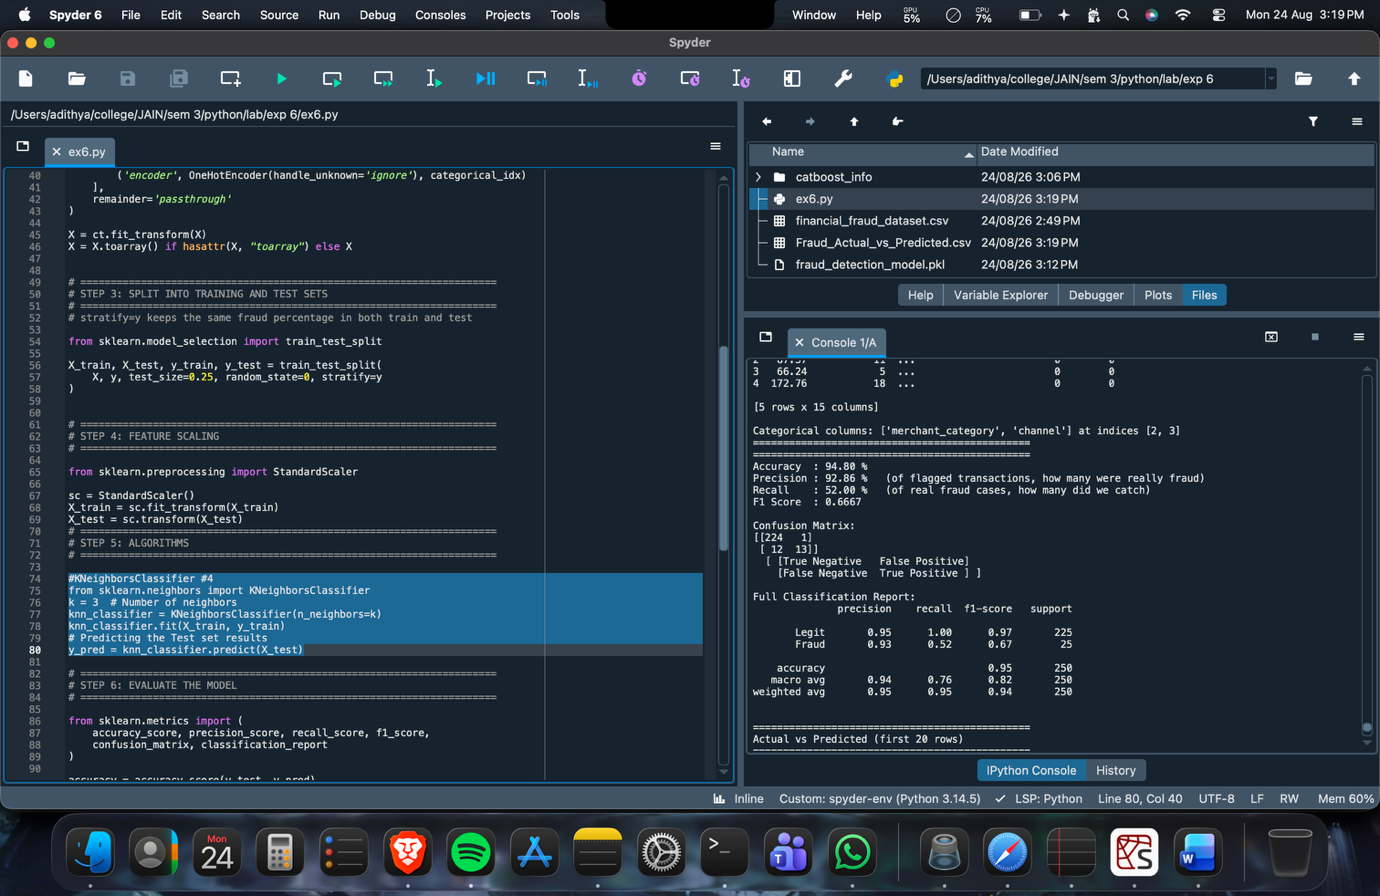 Spyder 6 File Edit Search Source Run Debug Consoles Projects Tools Window Help GPU 5% CPU 7% Mon 24 Aug 3:19 PM
Spyder
/Users/adithya/college/JAIN/sem 3/python/lab/exp 6
/Users/adithya/college/JAIN/sem 3/python/lab/exp 6/ex6.py
ex6.py
40 ('encoder', OneHotEncoder(handle_unknown='ignore'), categorical_idx)
41 ],
42 remainder='passthrough'
43 )
44
45 X = ct.fit_transform(X)
46 X = X.toarray() if hasattr(X, "toarray") else X
47
48
49 # ======================================================================
50 # STEP 3: SPLIT INTO TRAINING AND TEST SETS
51 # ======================================================================
52 # stratify=y keeps the same fraud percentage in both train and test
53
54 from sklearn.model_selection import train_test_split
55
56 X_train, X_test, y_train, y_test = train_test_split(
57 X, y, test_size=0.25, random_state=0, stratify=y
58 )
59
60
61 # ======================================================================
62 # STEP 4: FEATURE SCALING
63 # ======================================================================
64
65 from sklearn.preprocessing import StandardScaler
66
67 sc = StandardScaler()
68 X_train = sc.fit_transform(X_train)
69 X_test = sc.transform(X_test)
70 # ======================================================================
71 # STEP 5: ALGORITHMS
72 # ======================================================================
73
74 #KNeighborsClassifier #4
75 from sklearn.neighbors import KNeighborsClassifier
76 k = 3 # Number of neighbors
77 knn_classifier = KNeighborsClassifier(n_neighbors=k)
78 knn_classifier.fit(X_train, y_train)
79 # Predicting the Test set results
80 y_pred = knn_classifier.predict(X_test)
81
82 # ======================================================================
83 # STEP 6: EVALUATE THE MODEL
84 # ======================================================================
85
86 from sklearn.metrics import (
87 accuracy_score, precision_score, recall_score, f1_score,
88 confusion_matrix, classification_report
89 )
90
accuracy = accuracy_score(y_test, y_pred)
Name Date Modified
catboost_info 24/08/26 3:06 PM
ex6.py 24/08/26 3:19 PM
financial_fraud_dataset.csv 24/08/26 2:49 PM
Fraud_Actual_vs_Predicted.csv 24/08/26 3:19 PM
fraud_detection_model.pkl 24/08/26 3:12 PM
Help Variable Explorer Debugger Plots Files
Console 1/A
3 66.24 5 ... 0 0
4 172.76 18 ... 0 0
[5 rows x 15 columns]
Categorical columns: ['merchant_category', 'channel'] at indices [2, 3]
==============================================
==============================================
Accuracy : 94.80 %
Precision : 92.86 % (of flagged transactions, how many were really fraud)
Recall : 52.00 % (of real fraud cases, how many did we catch)
F1 Score : 0.6667
Confusion Matrix:
[[224 1]
[ 12 13]]
[ [True Negative False Positive]
[False Negative True Positive ] ]
Full Classification Report:
precision recall f1-score support
Legit 0.95 1.00 0.97 225
Fraud 0.93 0.52 0.67 25
accuracy 0.95 250
macro avg 0.94 0.76 0.82 250
weighted avg 0.95 0.95 0.94 250
==============================================
Actual vs Predicted (first 20 rows)
==============================================
IPython Console History
Inline Custom: spyder-env (Python 3.14.5) LSP: Python Line 80, Col 40 UTF-8 LF RW Mem 60%
Mon
24